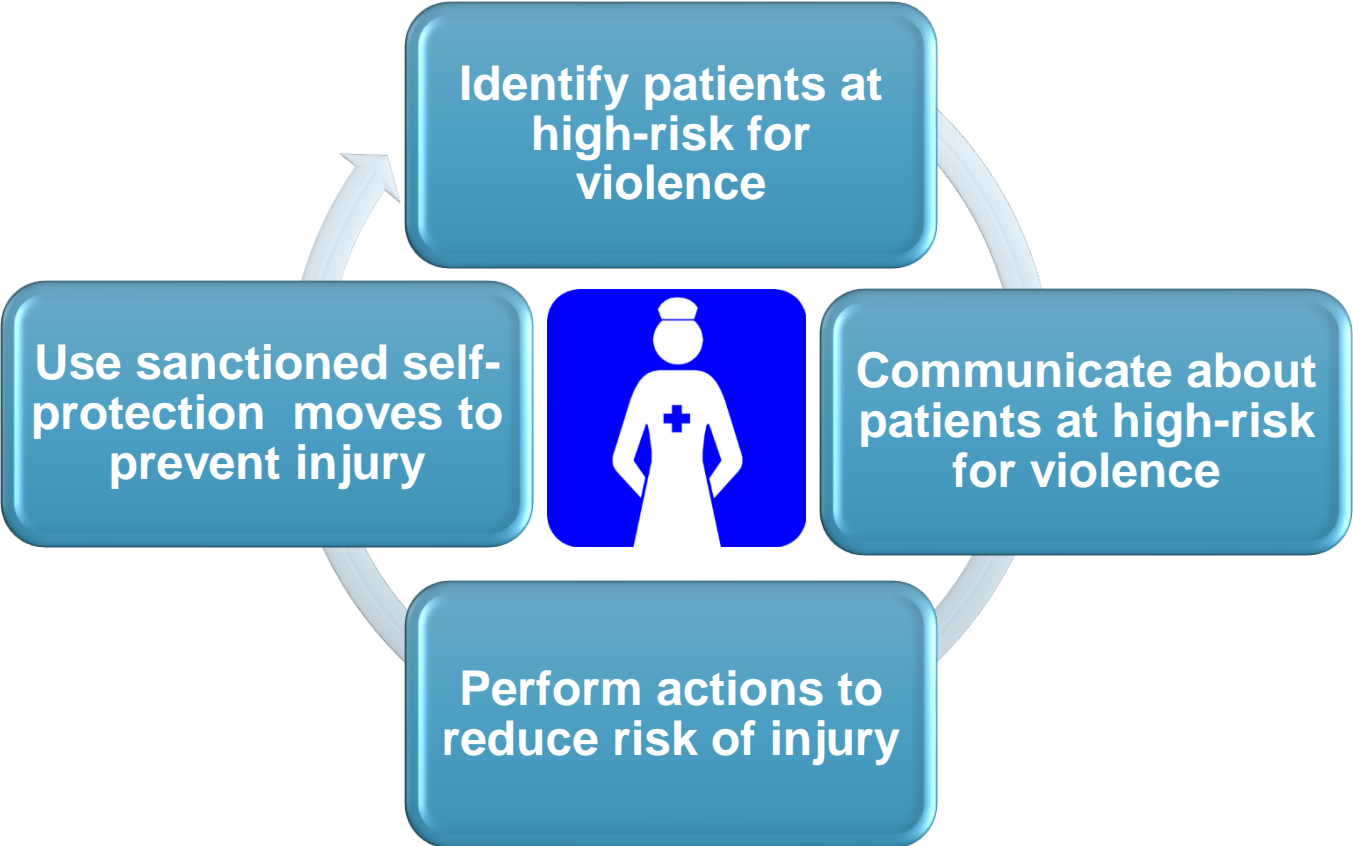 Identify patients at
high-risk for
violence
Communicate about
patients at high-risk
for violence
Perform actions to
reduce risk of injury
Use sanctioned self-
protection  moves to
prevent injury